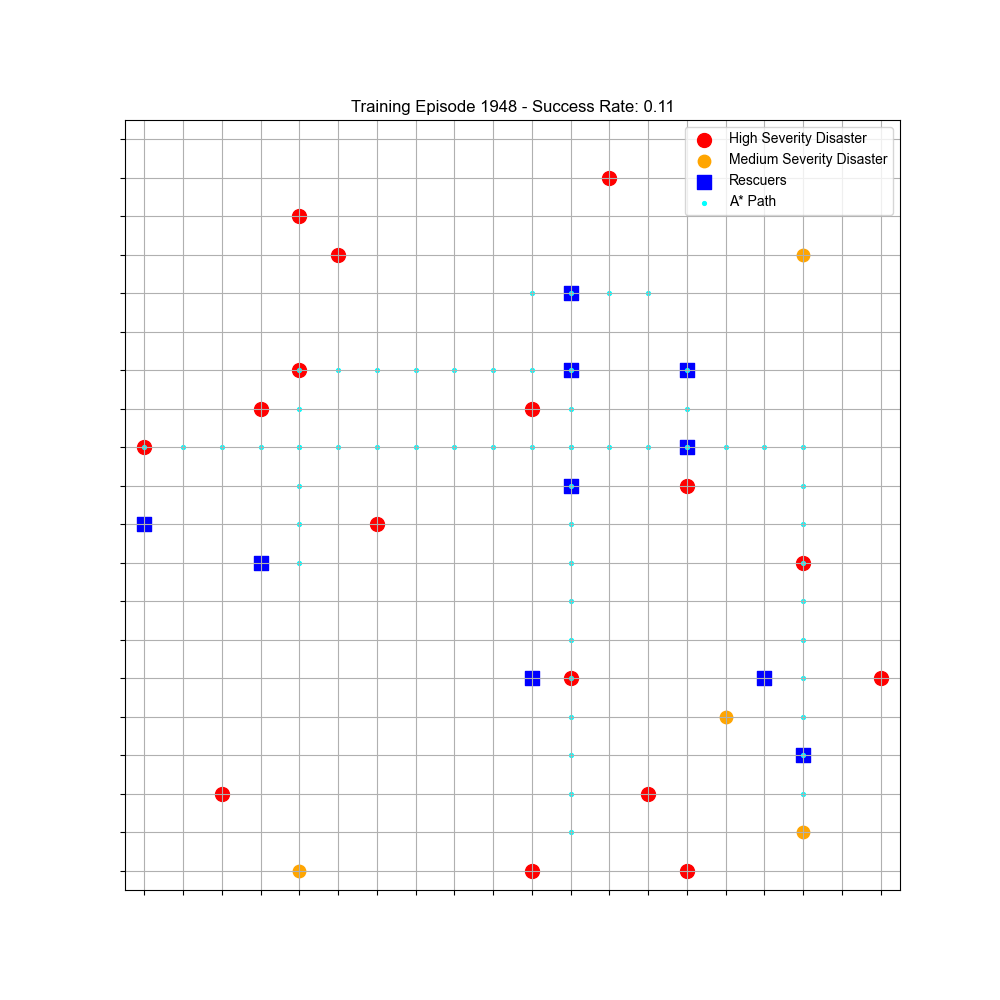 Training Episode 1948 - Success Rate: 0.11
High Severity Disaster
Medium Severity Disaster
Rescuers
A* Path